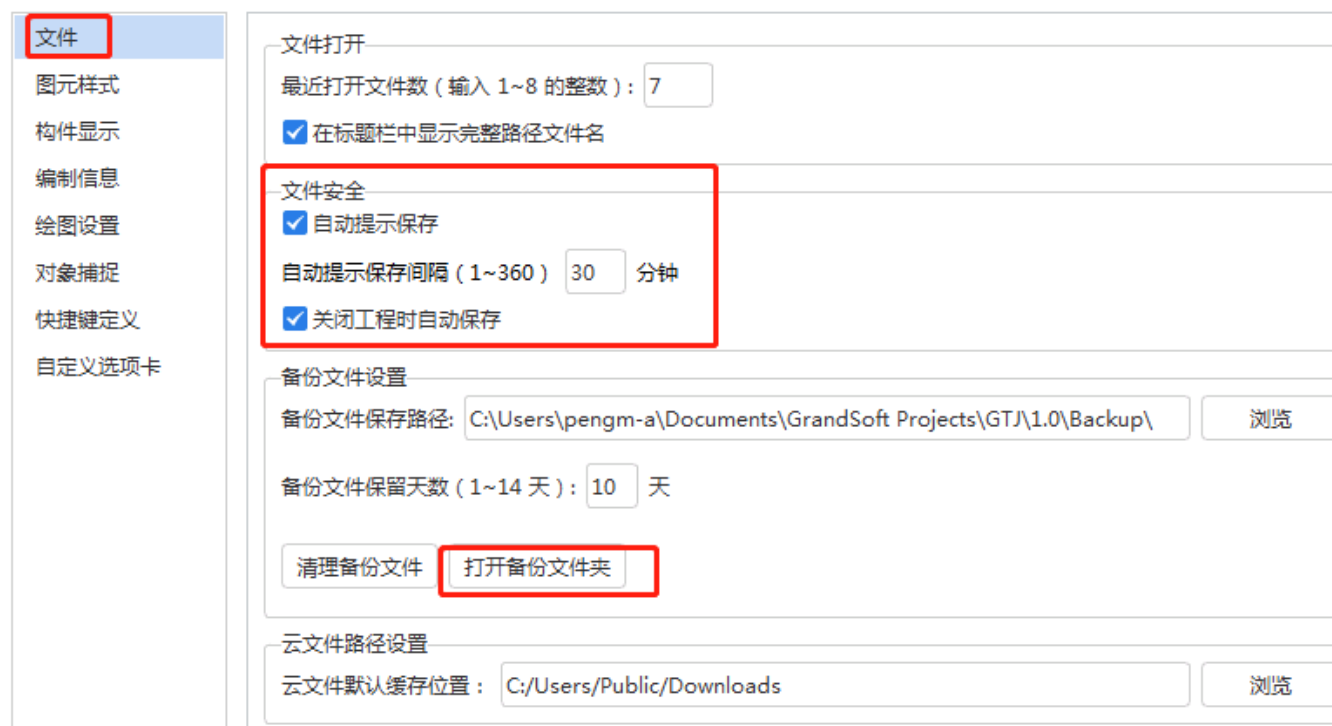 文件
图元样式
构件显示
编制信息
绘图设置
对象捕捉
快捷键定义
自定义选项卡
文件打开
最近打开文件数 ( 输入 1~8 的整数 ) : 7
在标题栏中显示完整路径文件名
文件安全
自动提示保存
自动提示保存间隔 ( 1~360 ) 30 分钟
关闭工程时自动保存
备份文件设置
备份文件保存路径: C:\Users\pengm-a\Documents\GrandSoft Projects\GTJ\1.0\Backup\ 浏览
备份文件保留天数 ( 1~14 天 ) : 10 天
清理备份文件 打开备份文件夹
云文件路径设置
云文件默认缓存位置： C:/Users/Public/Downloads 浏览